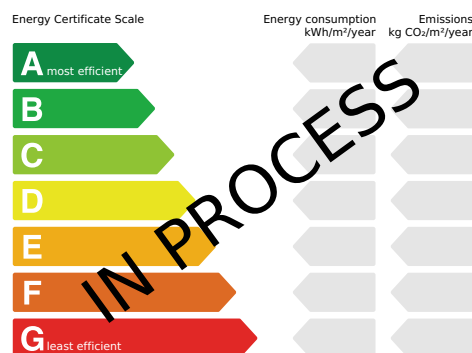 Energy Certificate Scale
Energy consumption
kWh/m²/year
Emissions
kg CO₂/m²/year
A most efficient
B
C
D
E
F
G least efficient
IN PROCESS